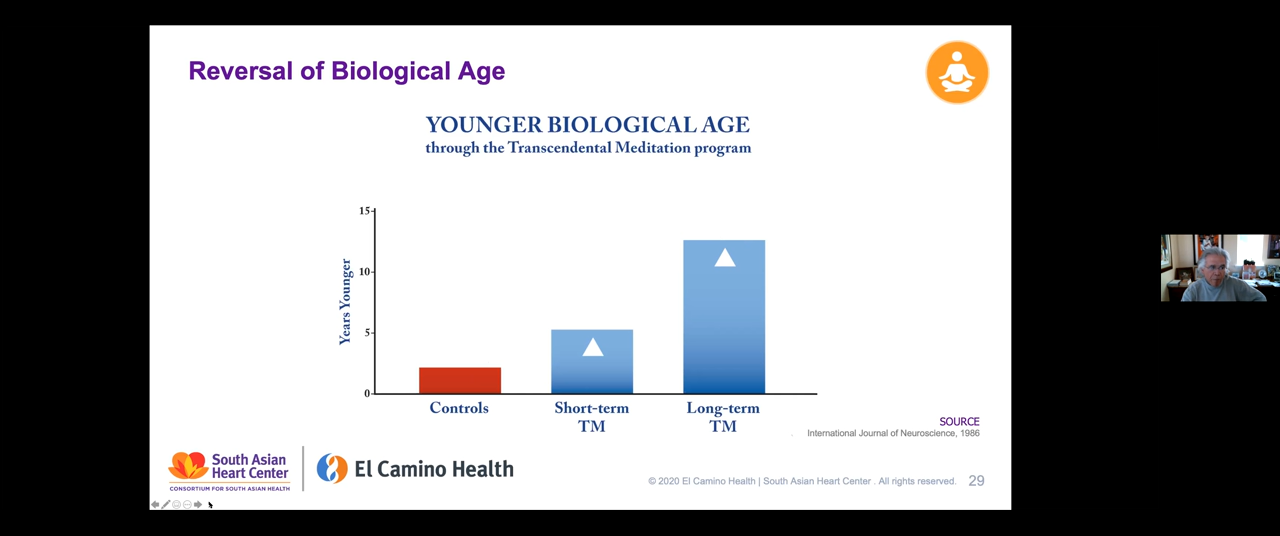 Reversal of Biological Age
YOUNGER BIOLOGICAL AGE
through the Transcendental Meditation program
15
10
5
0
Years Younger
Controls
Short-term
TM
Long-term
TM
SOURCE
International Journal of Neuroscience, 1986
South Asian
Heart Center
CONSORTIUM FOR SOUTH ASIAN HEALTH
El Camino Health
© 2020 El Camino Health | South Asian Heart Center . All rights reserved.
29